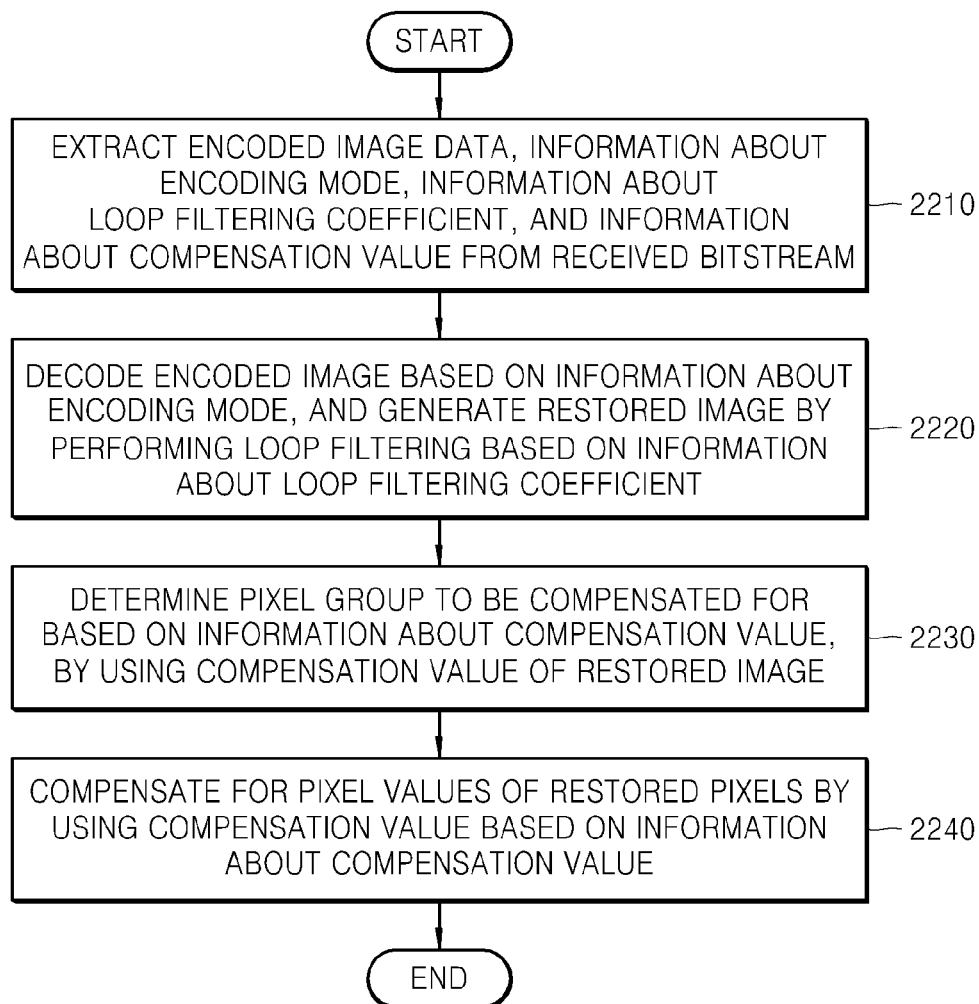 START
EXTRACT ENCODED IMAGE DATA, INFORMATION ABOUT
ENCODING MODE, INFORMATION ABOUT
LOOP FILTERING COEFFICIENT, AND INFORMATION
ABOUT COMPENSATION VALUE FROM RECEIVED BITSTREAM
2210
DECODE ENCODED IMAGE BASED ON INFORMATION ABOUT
ENCODING MODE, AND GENERATE RESTORED IMAGE BY
PERFORMING LOOP FILTERING BASED ON INFORMATION
ABOUT LOOP FILTERING COEFFICIENT
2220
DETERMINE PIXEL GROUP TO BE COMPENSATED FOR
BASED ON INFORMATION ABOUT COMPENSATION VALUE,
BY USING COMPENSATION VALUE OF RESTORED IMAGE
2230
COMPENSATE FOR PIXEL VALUES OF RESTORED PIXELS BY
USING COMPENSATION VALUE BASED ON INFORMATION
ABOUT COMPENSATION VALUE
2240
END